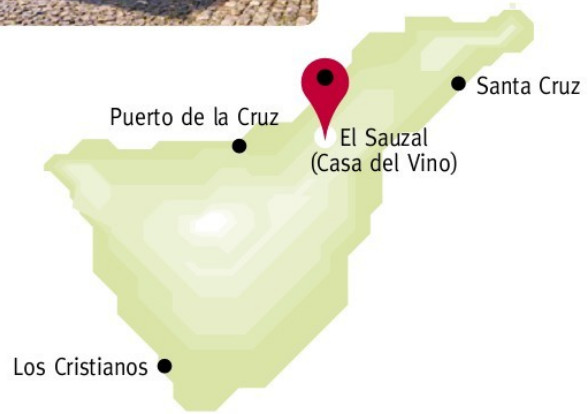 Santa Cruz
Puerto de la Cruz
El Sauzal
(Casa del Vino)
Los Cristianos